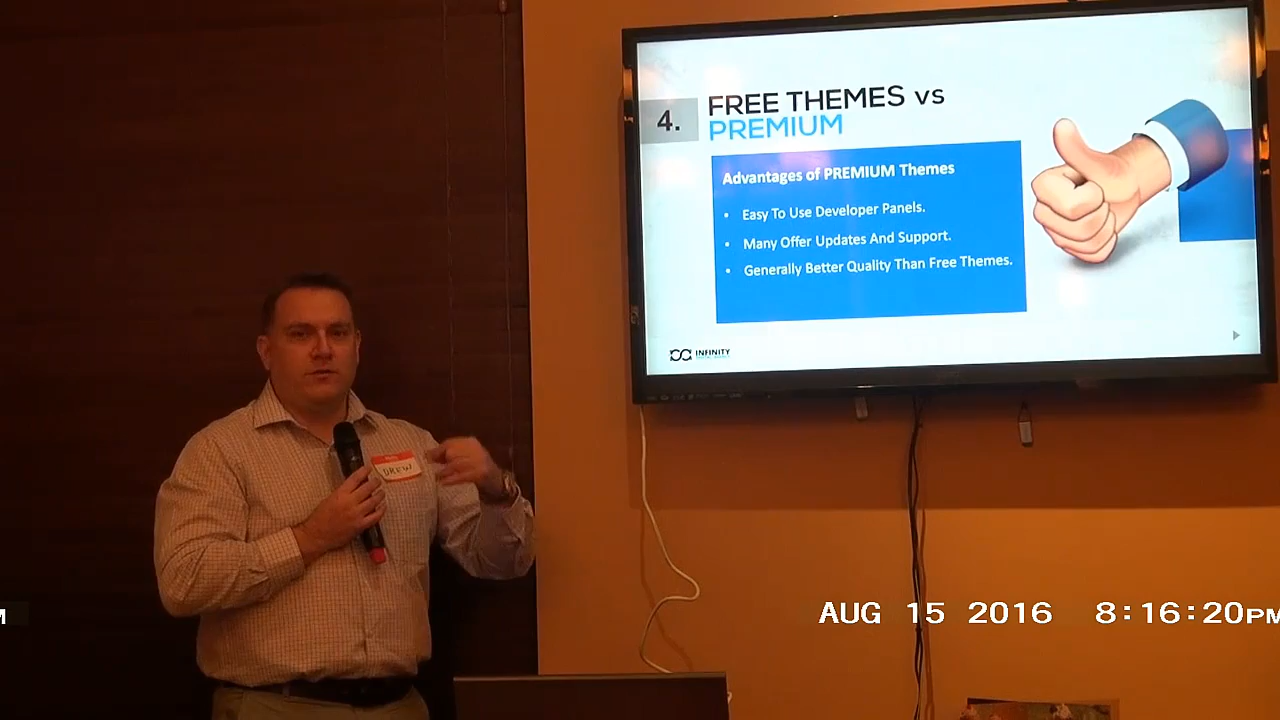 4.
FREE THEMES vs
PREMIUM
Advantages of PREMIUM Themes
• Easy To Use Developer Panels.
• Many Offer Updates And Support.
• Generally Better Quality Than Free Themes.
INFINITY
DREW
AUG 15 2016 8:16:20PM
M